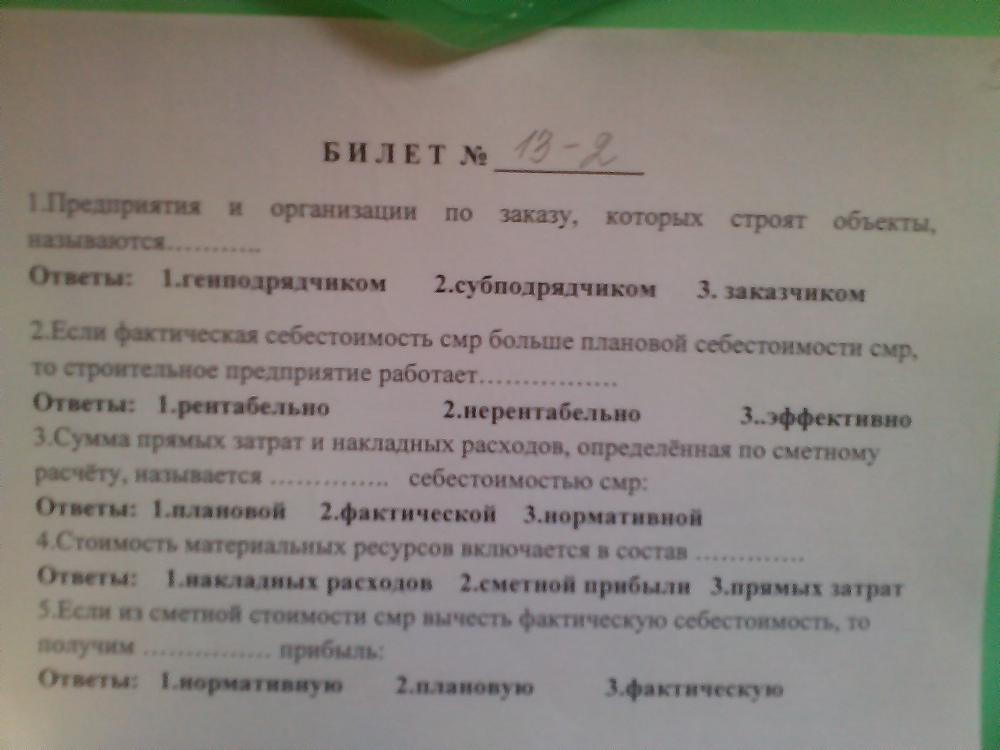 БИЛЕТ № 13-2
1.Предприятия и организации по заказу, которых строят объекты,
называются...........
Ответы: 1.генподрядчиком 2.субподрядчиком 3. заказчиком
2.Если фактическая себестоимость смр больше плановой себестоимости смр,
то строительное предприятие работает................
Ответы: 1.рентабельно 2.нерентабельно 3..эффективно
3.Сумма прямых затрат и накладных расходов, определённая по сметному
расчёту, называется .............. себестоимостью смр:
Ответы: 1.плановой 2.фактической 3.нормативной
4.Стоимость материальных ресурсов включается в состав .............
Ответы: 1.накладных расходов 2.сметной прибыли 3.прямых затрат
5.Если из сметной стоимости смр вычесть фактическую себестоимость, то
получим ............... прибыль:
Ответы: 1.нормативную 2.плановую 3.фактическую